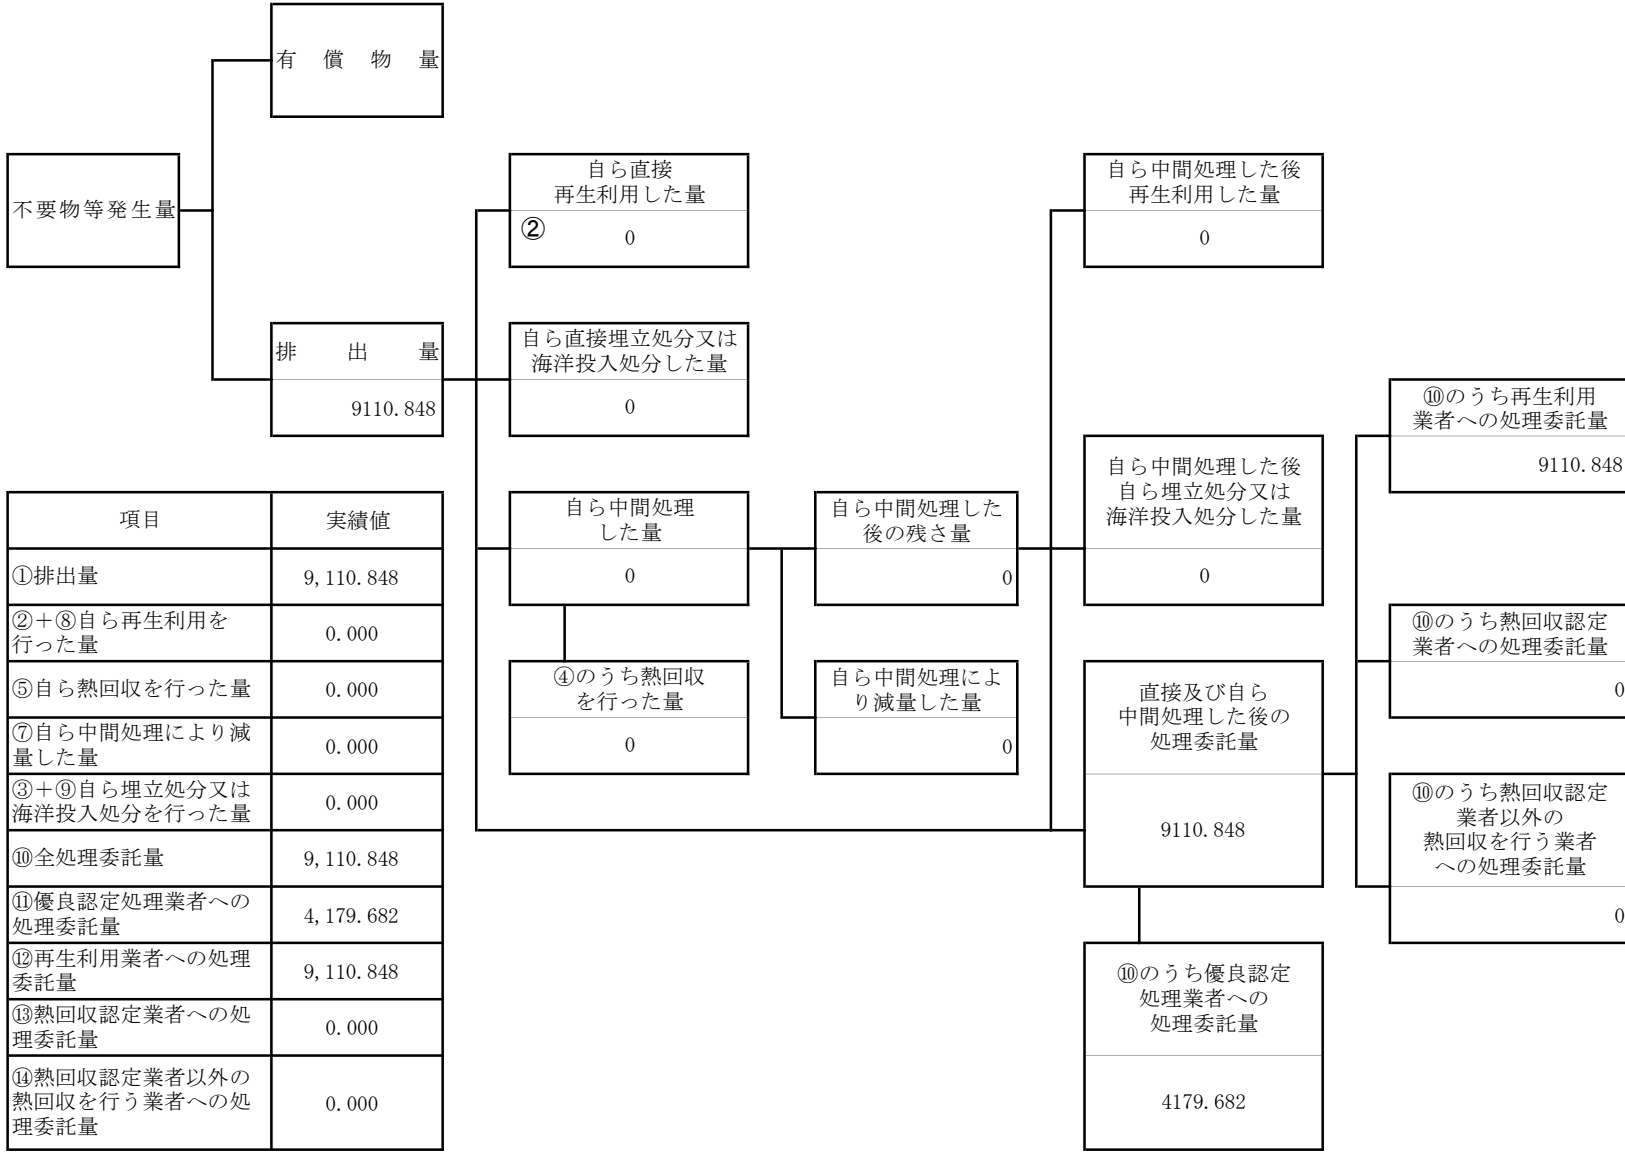 有償物量
不要物等発生量
自ら直接
再生利用した量
②
0
自ら中間処理した後
再生利用した量
0
排出量
9110.848
自ら直接埋立処分又は
海洋投入処分した量
0
⑩のうち再生利用
業者への処理委託量
9110.848
自ら中間処理
した量
0
自ら中間処理した
後の残さ量
0
自ら中間処理した後
自ら埋立処分又は
海洋投入処分した量
0
④のうち熱回収
を行った量
0
自ら中間処理によ
り減量した量
0
直接及び自ら
中間処理した後の
処理委託量
9110.848
⑩のうち熱回収認定
業者への処理委託量
0
⑩のうち熱回収認定
業者以外の
熱回収を行う業者
への処理委託量
0
⑩のうち優良認定
処理業者への
処理委託量
4179.682
項目 実績値
①排出量 9,110.848
②＋⑧自ら再生利用を
行った量 0.000
⑤自ら熱回収を行った量 0.000
⑦自ら中間処理により減
量した量 0.000
③＋⑨自ら埋立処分又は
海洋投入処分を行った量 0.000
⑩全処理委託量 9,110.848
⑪優良認定処理業者への
処理委託量 4,179.682
⑫再生利用業者への処理
委託量 9,110.848
⑬熱回収認定業者への処
理委託量 0.000
⑭熱回収認定業者以外の
熱回収を行う業者への処
理委託量 0.000